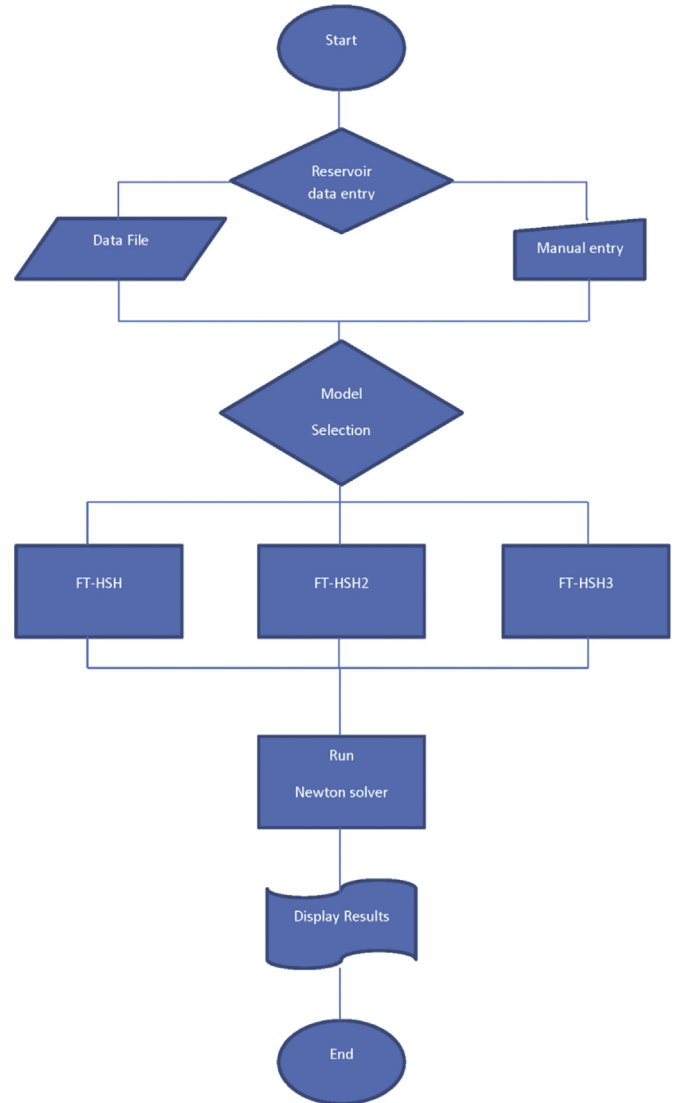 Start
Reservoir
data entry
Data File
Manual entry
Model
Selection
FT-HSH
FT-HSH2
FT-HSH3
Run
Newton solver
Display Results
End